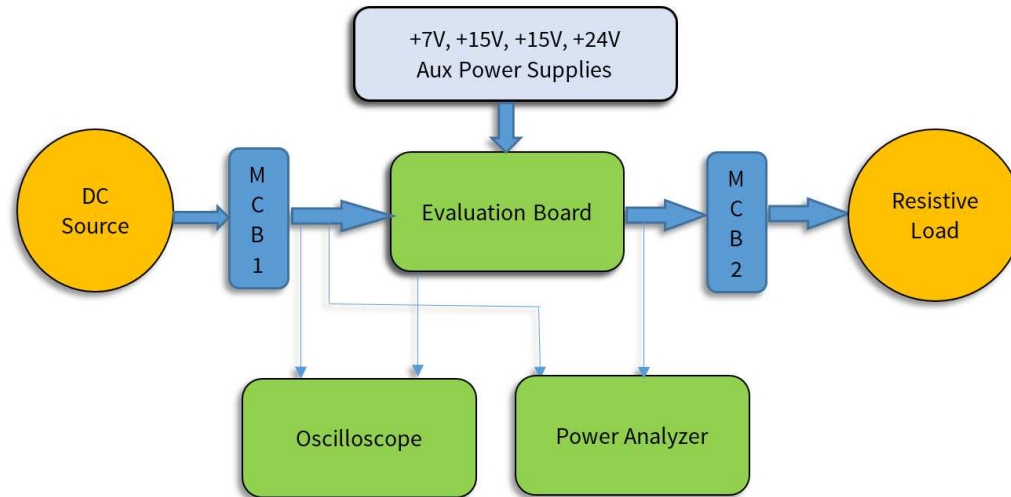 +7V, +15V, +15V, +24V
Aux Power Supplies
DC
Source
M
C
B
1
Evaluation Board
M
C
B
2
Resistive
Load
Oscilloscope
Power Analyzer